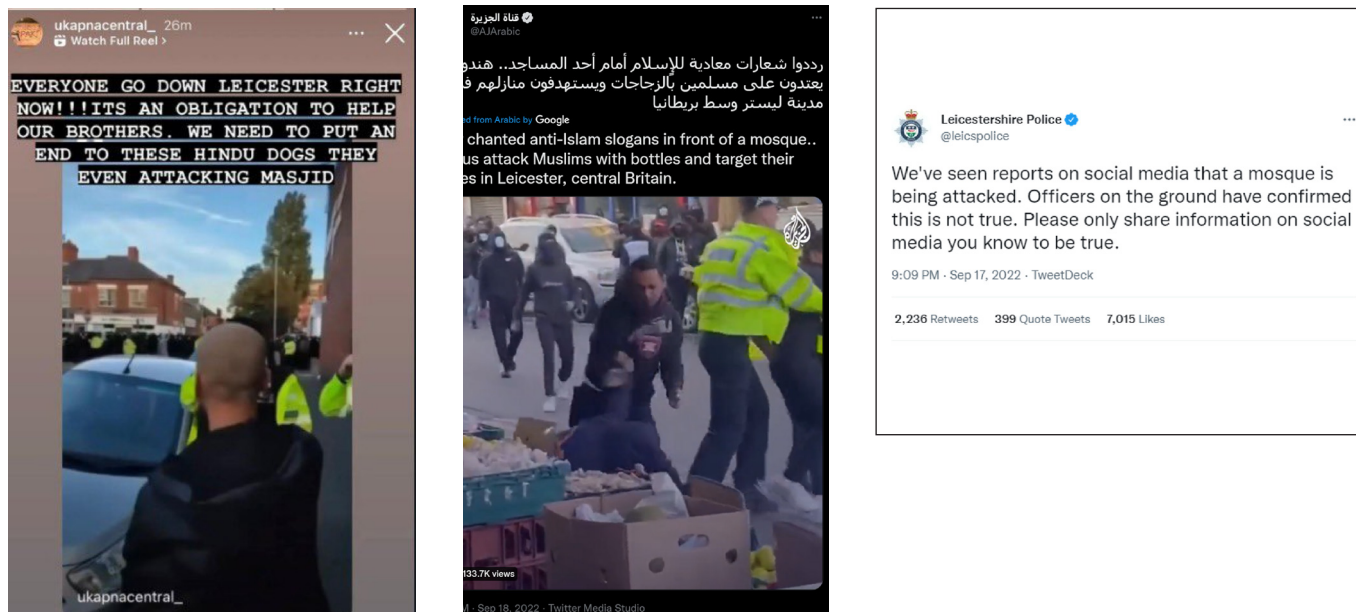 ukapnacentral_ 26m
Watch Full Reel >
EVERYONE GO DOWN LEICESTER RIGHT
NOW!!!ITS AN OBLIGATION TO HELP
OUR BROTHERS. WE NEED TO PUT AN
END TO THESE HINDU DOGS THEY
EVEN ATTACKING MASJID
ukapnacentral_
قناة الجزيرة
@AJArabic
رددوا شعارات معادية للإسلام أمام أحد المساجد.. هندو
يعتدون على مسلمين بالزجاجات ويستهدفون منازلهم
مدينة ليستر وسط بريطانيا
from Arabic by Google
chanted anti-Islam slogans in front of a mosque..
us attack Muslims with bottles and target their
es in Leicester, central Britain.
133.7K views
M · Sep 18, 2022 · Twitter Media Studio
Leicestershire Police
@leicspolice
We've seen reports on social media that a mosque is
being attacked. Officers on the ground have confirmed
this is not true. Please only share information on social
media you know to be true.
9:09 PM · Sep 17, 2022 · TweetDeck
2,236 Retweets 399 Quote Tweets 7,015 Likes